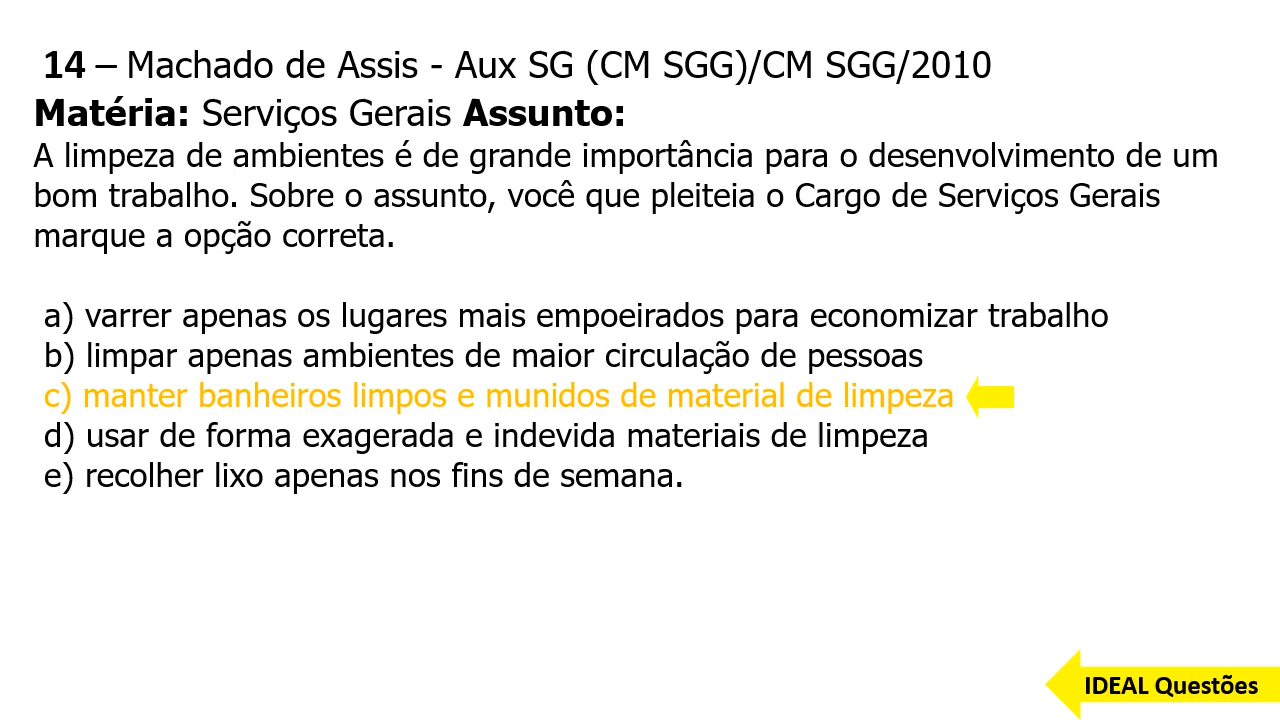 14 – Machado de Assis - Aux SG (CM SGG)/CM SGG/2010
Matéria: Serviços Gerais Assunto:
A limpeza de ambientes é de grande importância para o desenvolvimento de um
bom trabalho. Sobre o assunto, você que pleiteia o Cargo de Serviços Gerais
marque a opção correta.
a) varrer apenas os lugares mais empoeirados para economizar trabalho
b) limpar apenas ambientes de maior circulação de pessoas
c) manter banheiros limpos e munidos de material de limpeza
d) usar de forma exagerada e indevida materiais de limpeza
e) recolher lixo apenas nos fins de semana.
IDEAL Questões